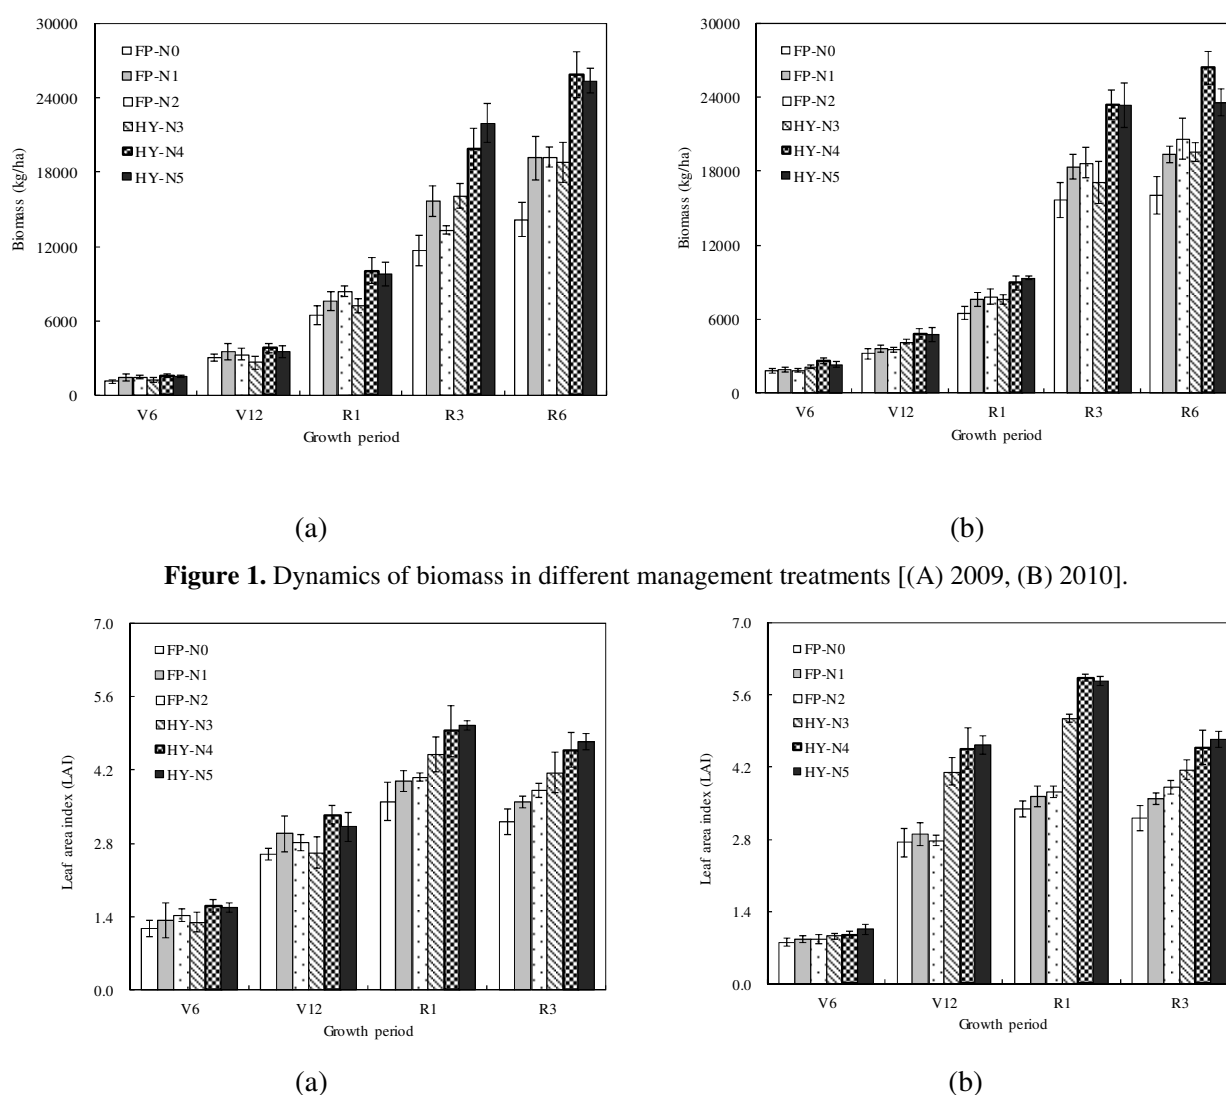 30000
24000
18000
12000
6000
0
Biomass (kg/ha)
FP-N0
FP-N1
FP-N2
HY-N3
HY-N4
HY-N5
V6 V12 R1 R3 R6
Growth period
(a)
30000
24000
18000
12000
6000
0
Biomass (kg/ha)
FP-N0
FP-N1
FP-N2
HY-N3
HY-N4
HY-N5
V6 V12 R1 R3 R6
Growth period
(b)
Figure 1. Dynamics of biomass in different management treatments [(A) 2009, (B) 2010].
7.0
5.6
4.2
2.8
1.4
0.0
Leaf area index (LAI)
FP-N0
FP-N1
FP-N2
HY-N3
HY-N4
HY-N5
V6 V12 R1 R3
Growth period
(a)
7.0
5.6
4.2
2.8
1.4
0.0
Leaf area index (LAI)
FP-N0
FP-N1
FP-N2
HY-N3
HY-N4
HY-N5
V6 V12 R1 R3
Growth period
(b)